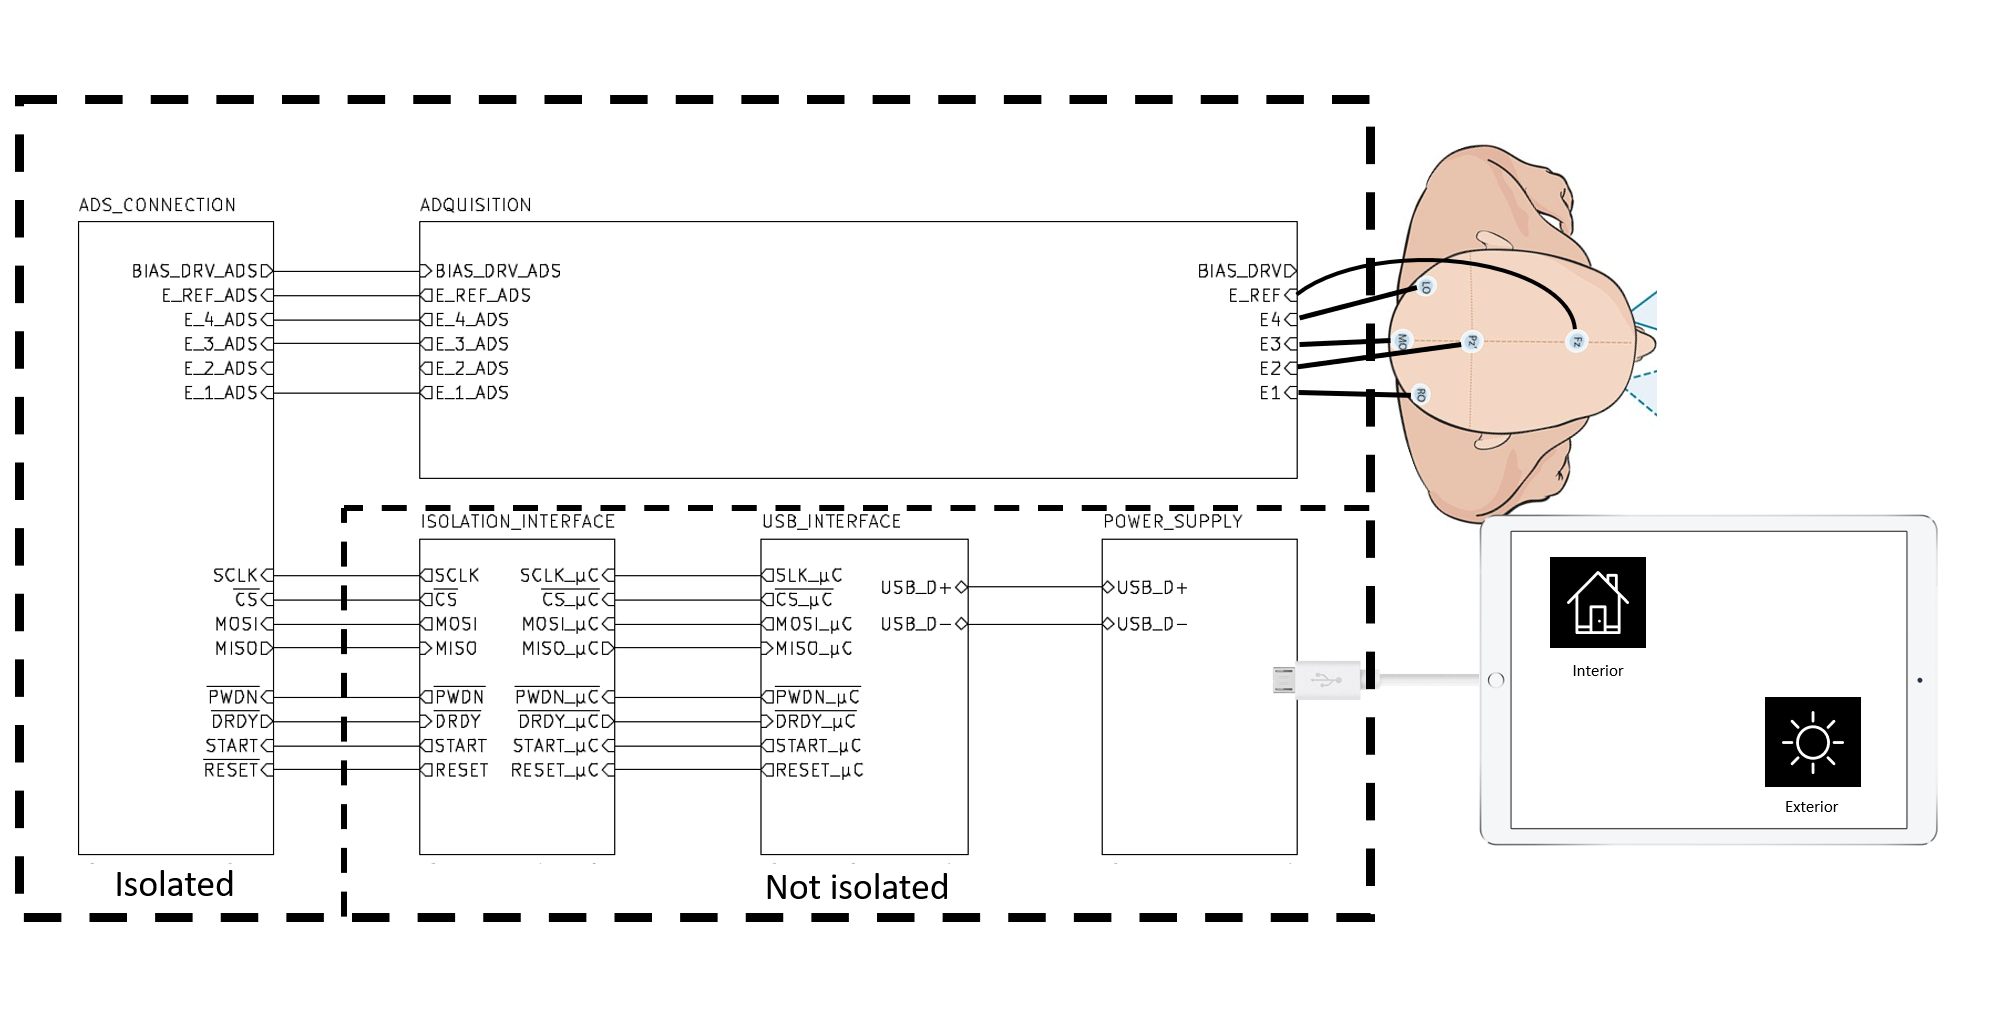 ADS_CONNECTION
BIAS_DRV_ADS
E_REF_ADS
E_4_ADS
E_3_ADS
E_2_ADS
E_1_ADS
SCLK
CS
MOSI
MISO
PWDN
DRDY
START
RESET
Isolated
ADQUISITION
BIAS_DRV_ADS
E_REF_ADS
E_4_ADS
E_3_ADS
E_2_ADS
E_1_ADS
BIAS_DRV
E_REF
E4
E3
E2
E1
LO
MO
Pz'
Fz
RO
ISOLATION_INTERFACE
SCLK
CS
MOSI
MISO
PWDN
DRDY
START
RESET
SCLK_µC
CS_µC
MOSI_µC
MISO_µC
PWDN_µC
DRDY_µC
START_µC
RESET_µC
USB_INTERFACE
SLK_µC
CS_µC
MOSI_µC
MISO_µC
PWDN_µC
DRDY_µC
START_µC
RESET_µC
USB_D+
USB_D-
POWER_SUPPLY
USB_D+
USB_D-
Not isolated
Interior
Exterior